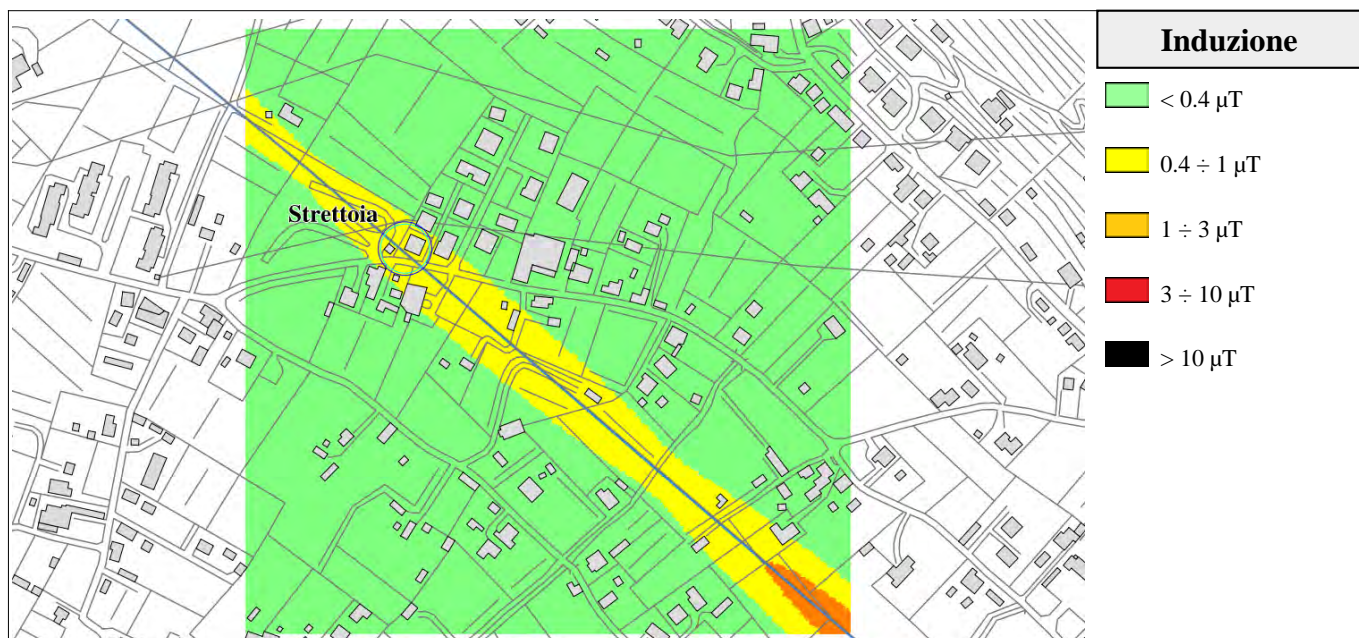 Strettoia
Induzione
< 0.4 µT
0.4 ÷ 1 µT
1 ÷ 3 µT
3 ÷ 10 µT
> 10 µT